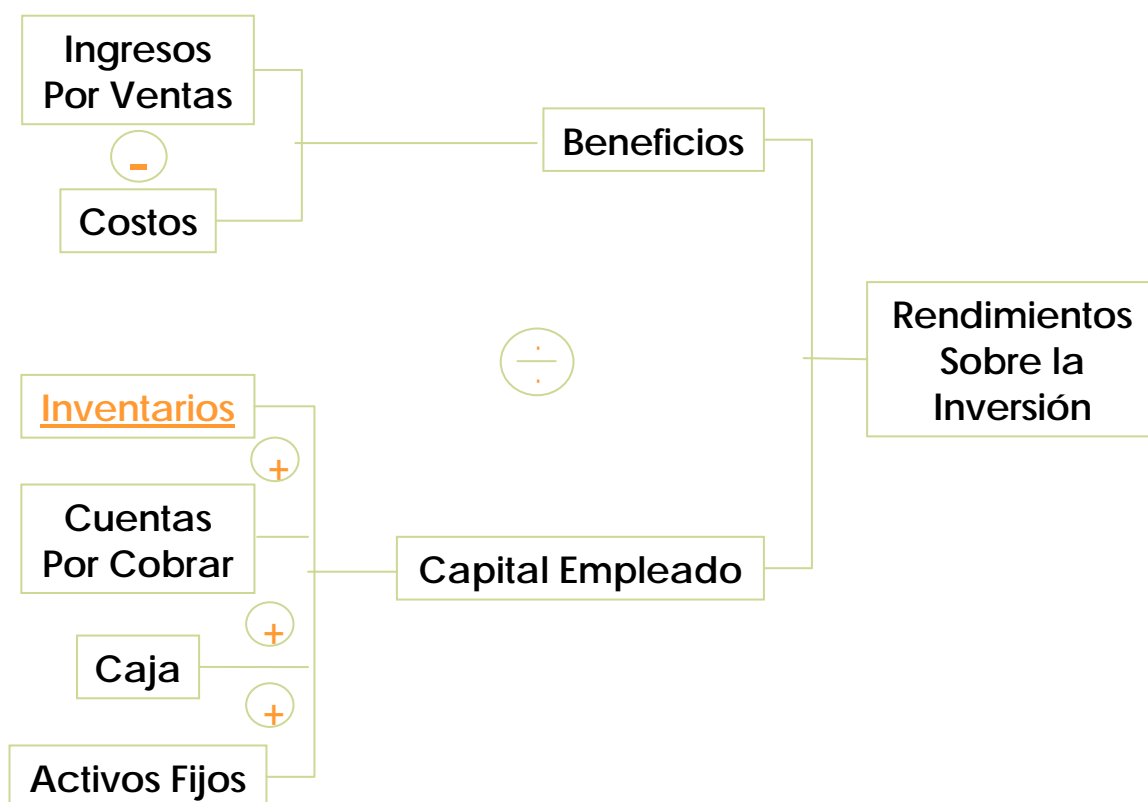 Ingresos
Por Ventas
-
Costos
Beneficios
÷
Rendimientos
Sobre la
Inversión
Inventarios
+
Cuentas
Por Cobrar
+
Capital Empleado
Caja
+
Activos Fijos